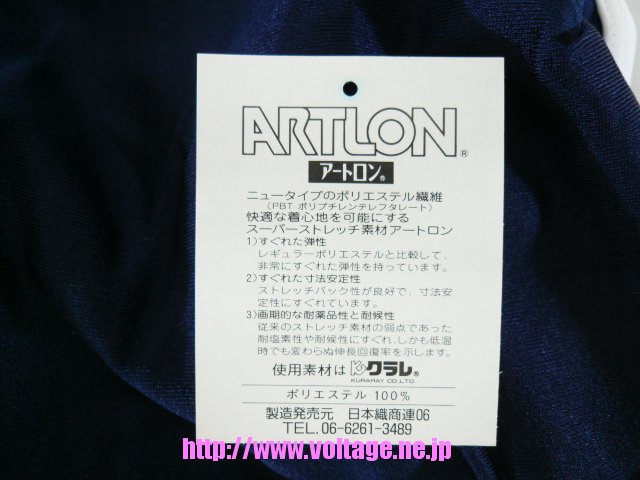 ARTLON®
アートロン®
ニュータイプのポリエステル繊維
(PBT ポリブチレンテレフタレート)
快適な着心地を可能にする
スーパーストレッチ素材アートロン
1)すぐれた弾性
レギュラーポリエステルと比較して、
非常にすぐれた弾性を持っています。
2)すぐれた寸法安定性
ストレッチバック性が良好で、寸法安
定性にすぐれています。
3)画期的な耐薬品性と耐候性
従来のストレッチ素材の弱点であった
耐塩素性や耐候性にすぐれ、しかも低温
時でも変わらぬ伸長回復率を示します。
使用素材は クラレ®
KURARAY CO.,LTD
ポリエステル 100%
製造発売元 日本織商連06
TEL.06-6261-3489
http://www.voltage.ne.jp